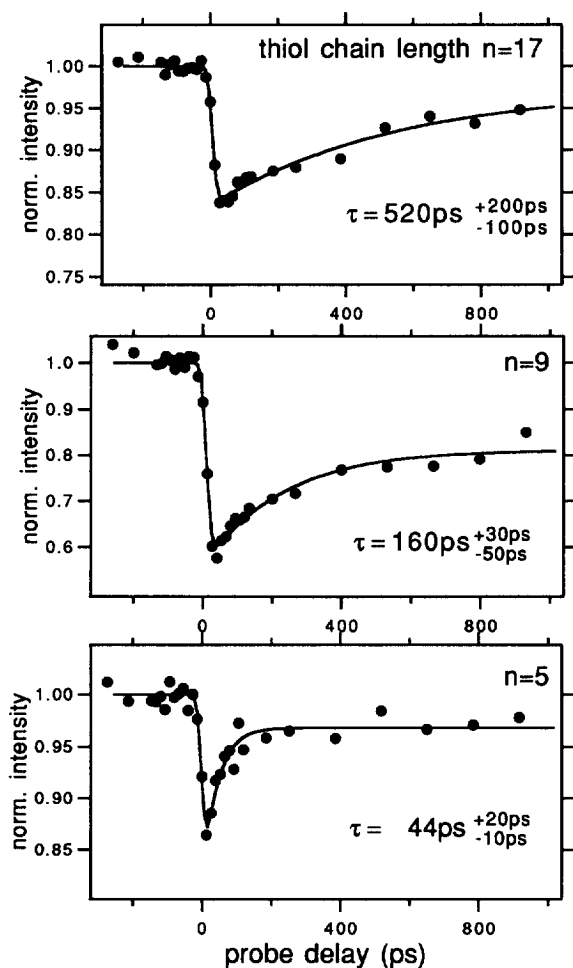 thiol chain length n=17
norm. intensity
1.00
0.95
0.90
0.85
0.80
0.75
τ = 520ps +200ps -100ps
0 400 800
n=9
norm. intensity
1.0
0.8
0.7
0.6
τ = 160ps +30ps -50ps
0 400 800
n=5
norm. intensity
1.00
0.95
0.90
0.85
τ = 44ps +20ps -10ps
0 400 800
probe delay (ps)